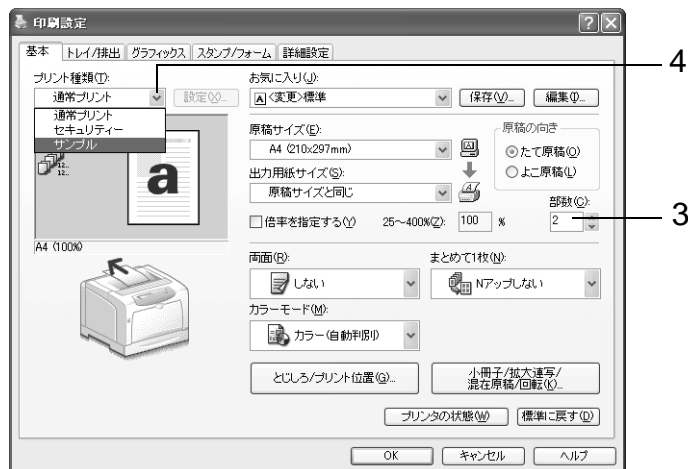 印刷設定
基本 トレイ/排出 グラフィックス スタンプ/フォーム 詳細設定
プリント種類(T):
通常プリント 設定(X)...
通常プリント
セキュリティー
サンプル
12..
12..
a
A4 (100%)
お気に入り(J):
A <変更>標準 保存(V)... 編集(I)...
原稿サイズ(E):
A4 (210x297mm)
出力用紙サイズ(S):
原稿サイズと同じ
倍率を指定する(Y) 25~400%(Z): 100 %
原稿の向き
たて原稿(O)
よこ原稿(L)
部数(C):
2
両面(R):
しない
まとめて1枚(N):
Nアップしない
カラーモード(M):
カラー(自動判別)
とじしろ/プリント位置(G)...
小冊子/拡大連写/
混在原稿/回転(K)...
プリンタの状態(W) 標準に戻す(D)
OK キャンセル ヘルプ
4
3